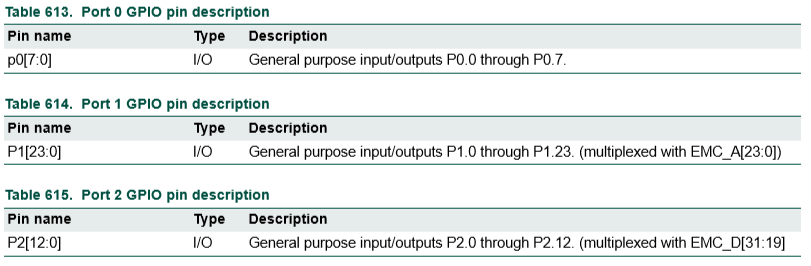 Table 613. Port 0 GPIO pin description
Pin name Type Description
p0[7:0] I/O General purpose input/outputs P0.0 through P0.7.
Table 614. Port 1 GPIO pin description
Pin name Type Description
P1[23:0] I/O General purpose input/outputs P1.0 through P1.23. (multiplexed with EMC_A[23:0])
Table 615. Port 2 GPIO pin description
Pin name Type Description
P2[12:0] I/O General purpose input/outputs P2.0 through P2.12. (multiplexed with EMC_D[31:19]